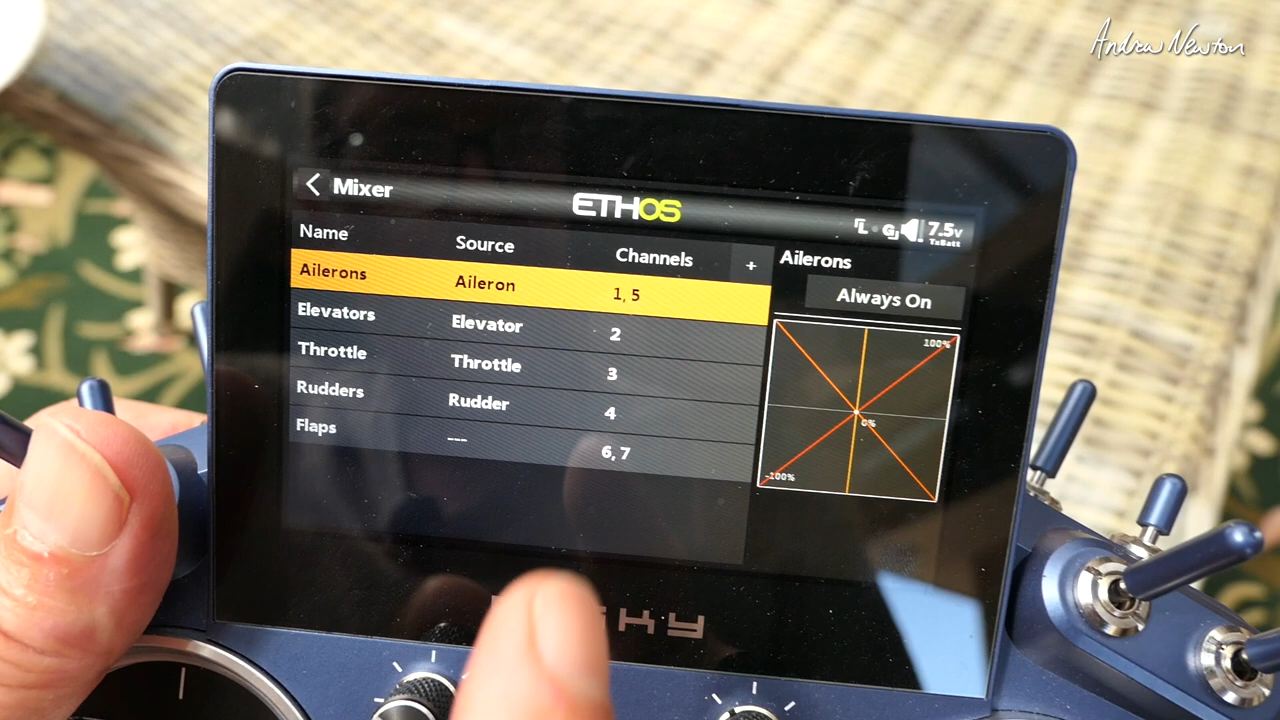 Andrew Newton
Mixer
ETHOS
7.5v
TxBatt
Name Source Channels +
Ailerons Aileron 1, 5
Elevators Elevator 2
Throttle Throttle 3
Rudders Rudder 4
Flaps --- 6, 7
Ailerons
Always On
100%
0%
-100%